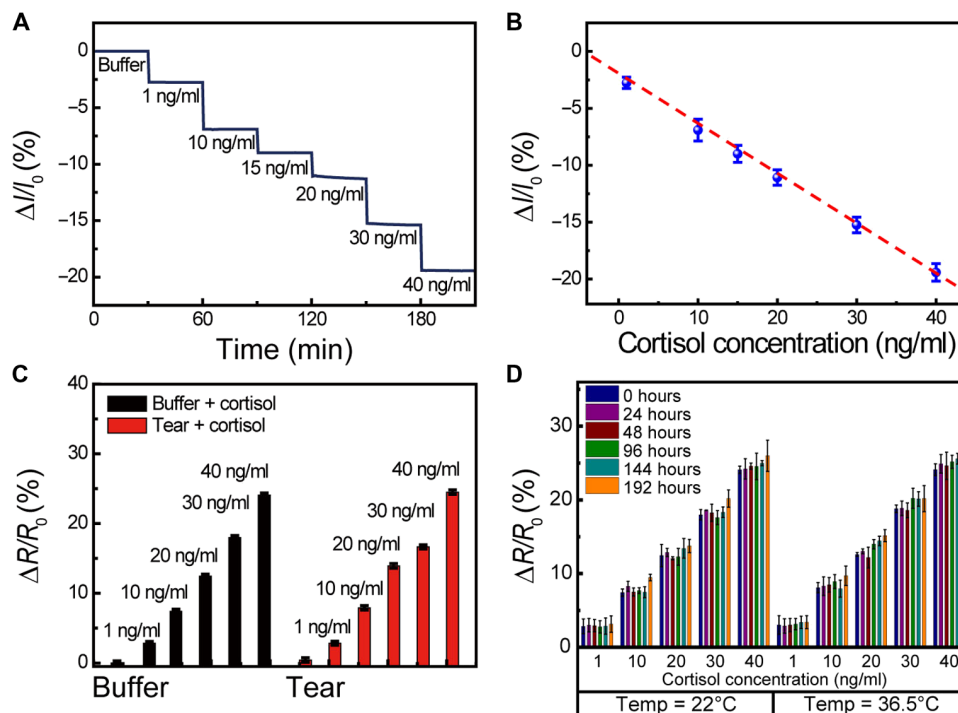 A
ΔI/I₀ (%)
0
−5
−10
−15
−20
Buffer
1 ng/ml
10 ng/ml
15 ng/ml
20 ng/ml
30 ng/ml
40 ng/ml
0 60 120 180
Time (min)
B
ΔI/I₀ (%)
0
−5
−10
−15
−20
0 10 20 30 40
Cortisol concentration (ng/ml)
C
ΔR/R₀ (%)
40
30
20
10
0
Buffer + cortisol
Tear + cortisol
1 ng/ml
10 ng/ml
20 ng/ml
30 ng/ml
40 ng/ml
1 ng/ml
10 ng/ml
20 ng/ml
30 ng/ml
40 ng/ml
Buffer Tear
D
ΔR/R₀ (%)
30
20
10
0
0 hours
24 hours
48 hours
96 hours
144 hours
192 hours
1 10 20 30 40 1 10 20 30 40
Cortisol concentration (ng/ml)
Temp = 22°C Temp = 36.5°C